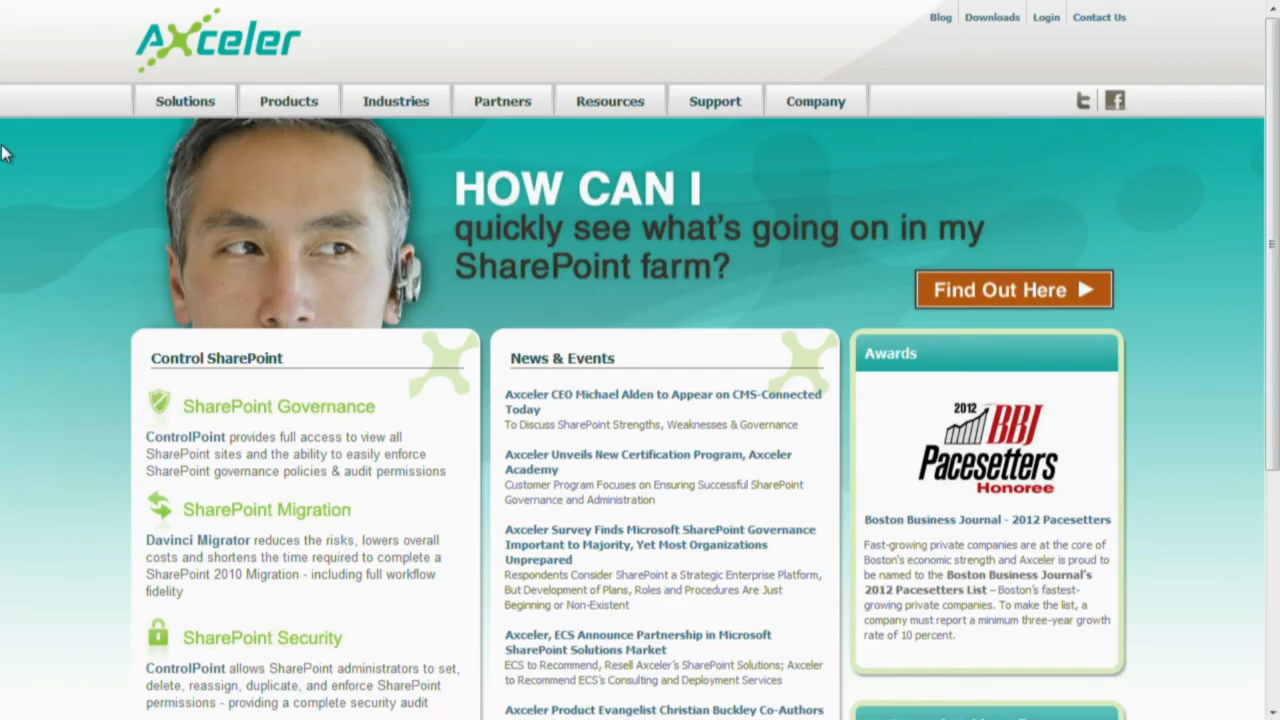 Axceler
Blog
Downloads
Login
Contact Us
Solutions
Products
Industries
Partners
Resources
Support
Company
HOW CAN I
quickly see what's going on in my
SharePoint farm?
Find Out Here
Control SharePoint
SharePoint Governance
ControlPoint provides full access to view all
SharePoint sites and the ability to easily enforce
SharePoint governance policies & audit permissions
SharePoint Migration
Davinci Migrator reduces the risks, lowers overall
costs and shortens the time required to complete a
SharePoint 2010 Migration - including full workflow
fidelity
SharePoint Security
ControlPoint allows SharePoint administrators to set,
delete, reassign, duplicate, and enforce SharePoint
permissions - providing a complete security audit
News & Events
Axceler CEO Michael Alden to Appear on CMS-Connected
Today
To Discuss SharePoint Strengths, Weaknesses & Governance
Axceler Unveils New Certification Program, Axceler
Academy
Customer Program Focuses on Ensuring Successful SharePoint
Governance and Administration
Axceler Survey Finds Microsoft SharePoint Governance
Important to Majority, Yet Most Organizations
Unprepared
Respondents Consider SharePoint a Strategic Enterprise Platform,
But Development of Plans, Roles and Procedures Are Just
Beginning or Non-Existent
Axceler, ECS Announce Partnership in Microsoft
SharePoint Solutions Market
ECS to Recommend, Resell Axceler's SharePoint Solutions; Axceler
to Recommend ECS's Consulting and Deployment Services
Axceler Product Evangelist Christian Buckley Co-Authors
Awards
2012 BBJ
Pacesetters
Honoree
Boston Business Journal - 2012 Pacesetters
Fast-growing private companies are at the core of
Boston's economic strength and Axceler is proud to
be named to the Boston Business Journal's
2012 Pacesetters List – Boston's fastest-
growing private companies. To make the list, a
company must report a minimum three-year growth
rate of 10 percent.